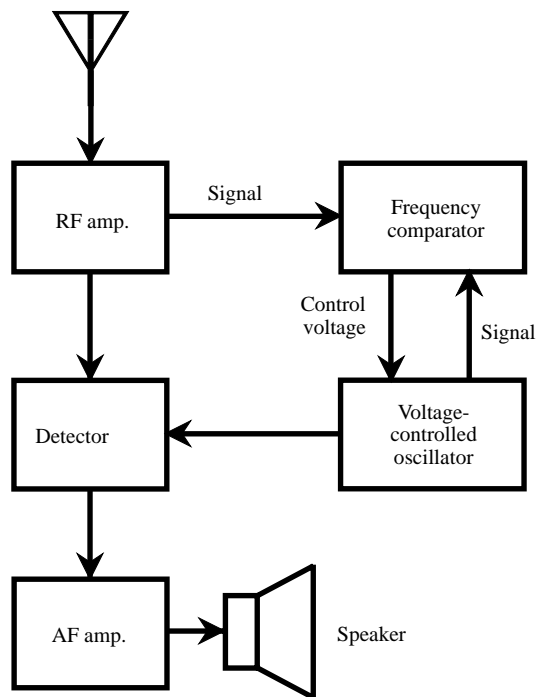 RF amp.
Signal
Frequency
comparator
Control
voltage
Signal
Detector
Voltage-
controlled
oscillator
AF amp.
Speaker